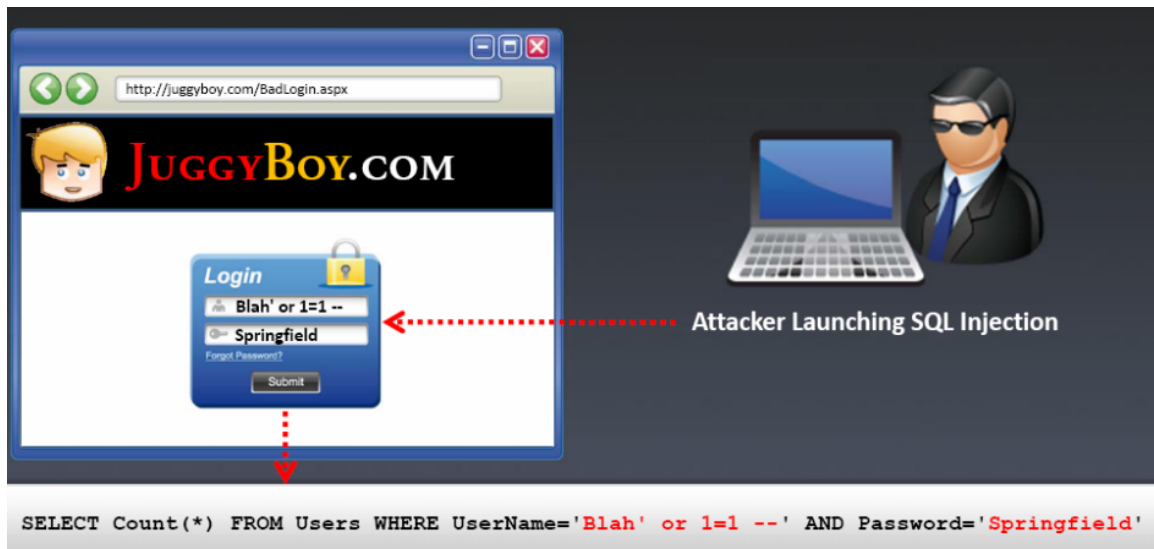 http://juggyboy.com/BadLogin.aspx
JUGGYBOY.COM
Login
Blah' or 1=1 --
Springfield
Forgot Password?
Submit
Attacker Launching SQL Injection
SELECT Count(*) FROM Users WHERE UserName='Blah' or 1=1 --' AND Password='Springfield'